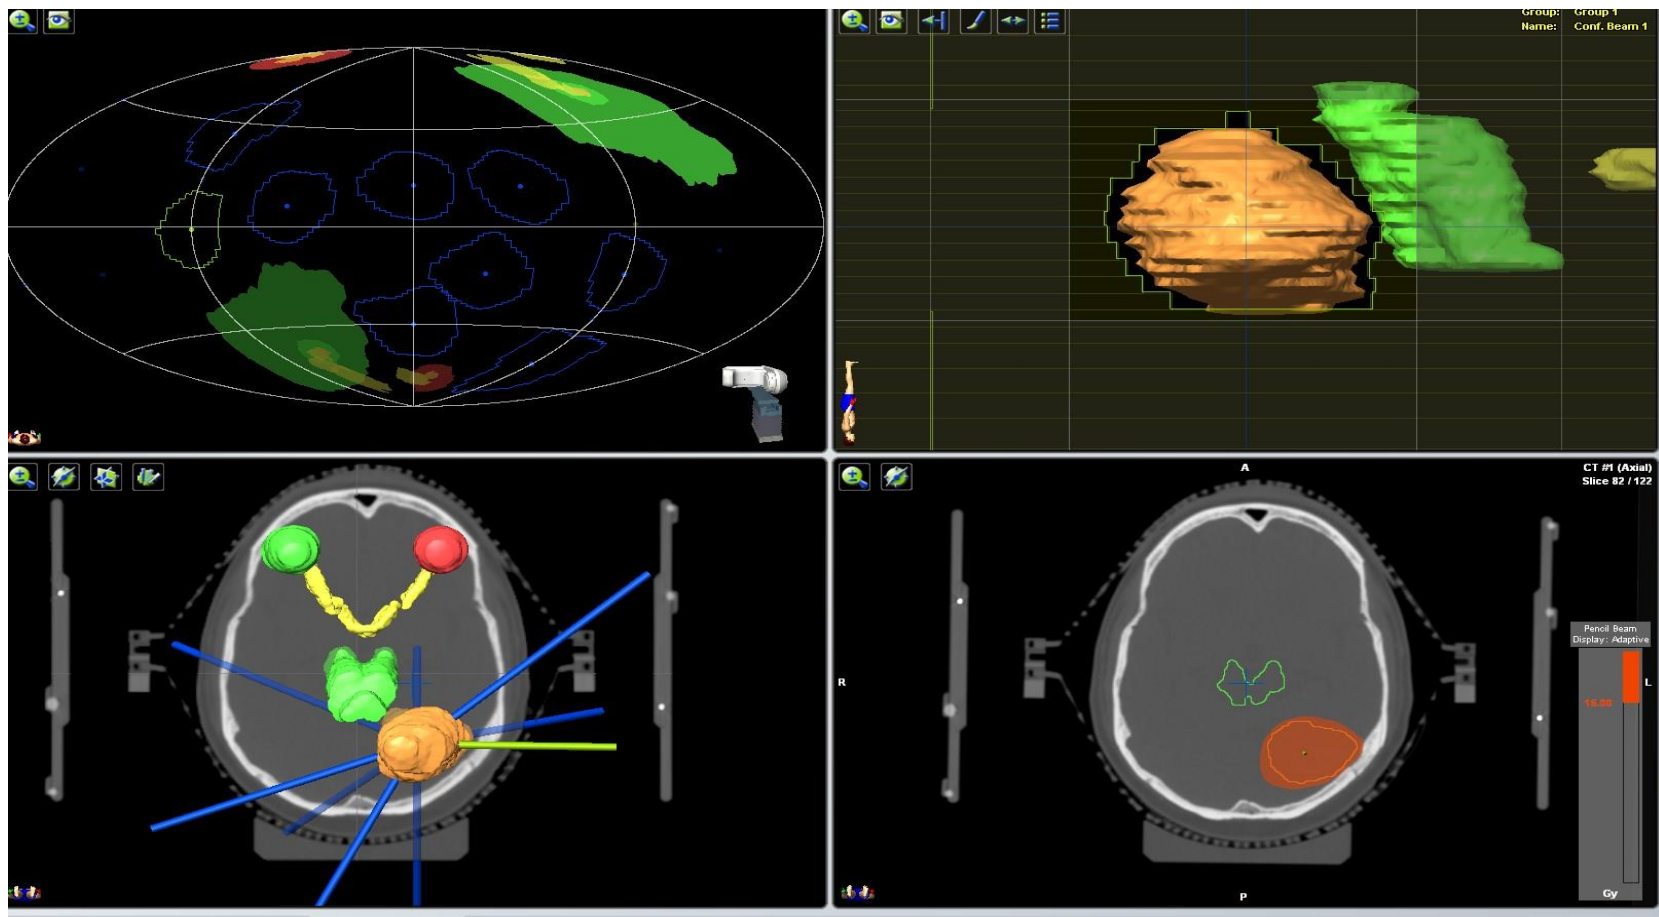 Group: Group 1
Name: Conf. Beam 1
A
CT #1 (Axial)
Slice 82 / 122
Pencil Beam
Display: Adaptive
R
L
16.00
Gy
P